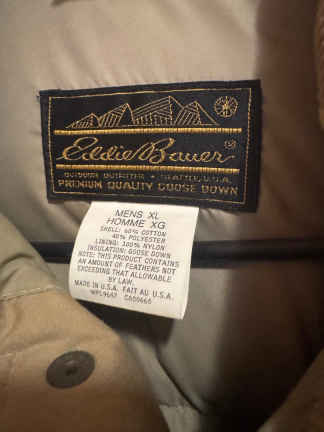 Eddie Bauer®
OUTDOOR OUTFITTER · SEATTLE, U.S.A.
PREMIUM QUALITY GOOSE DOWN
MENS XL
HOMME XG
SHELL: 60% COTTON
40% POLYESTER
LINING: 100% NYLON
INSULATION: GOOSE DOWN
NOTE: THIS PRODUCT CONTAINS
AN AMOUNT OF FEATHERS NOT
EXCEEDING THAT ALLOWABLE
BY LAW.
MADE IN U.S.A. FAIT AU U.S.A.